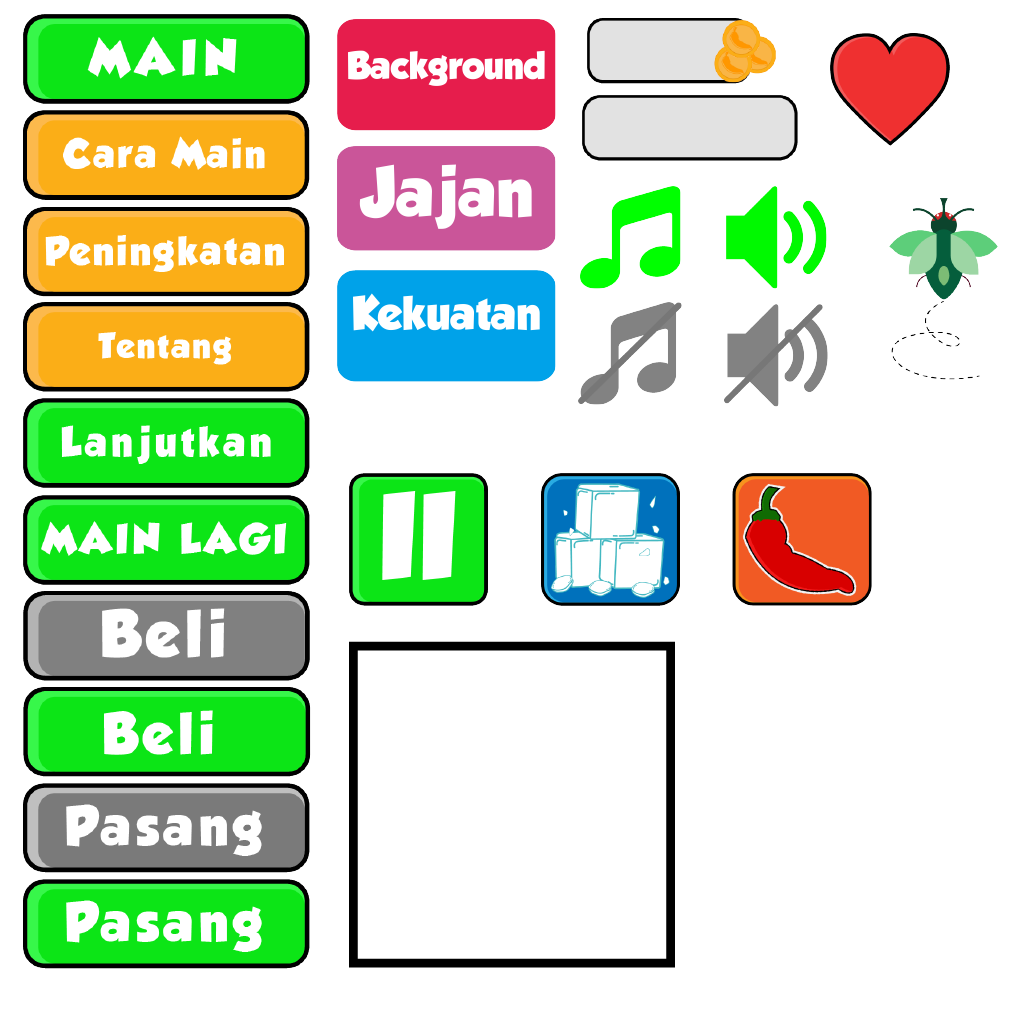 MAIN
Cara Main
Peningkatan
Tentang
Lanjutkan
MAIN LAGI
Beli
Beli
Pasang
Pasang
Background
Jajan
Kekuatan